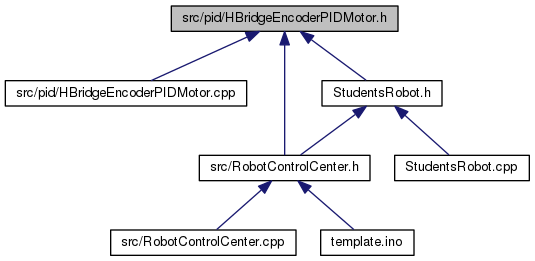 src/pid/HBridgeEncoderPIDMotor.h
src/pid/HBridgeEncoderPIDMotor.cpp
StudentsRobot.h
src/RobotControlCenter.h
StudentsRobot.cpp
src/RobotControlCenter.cpp
template.ino